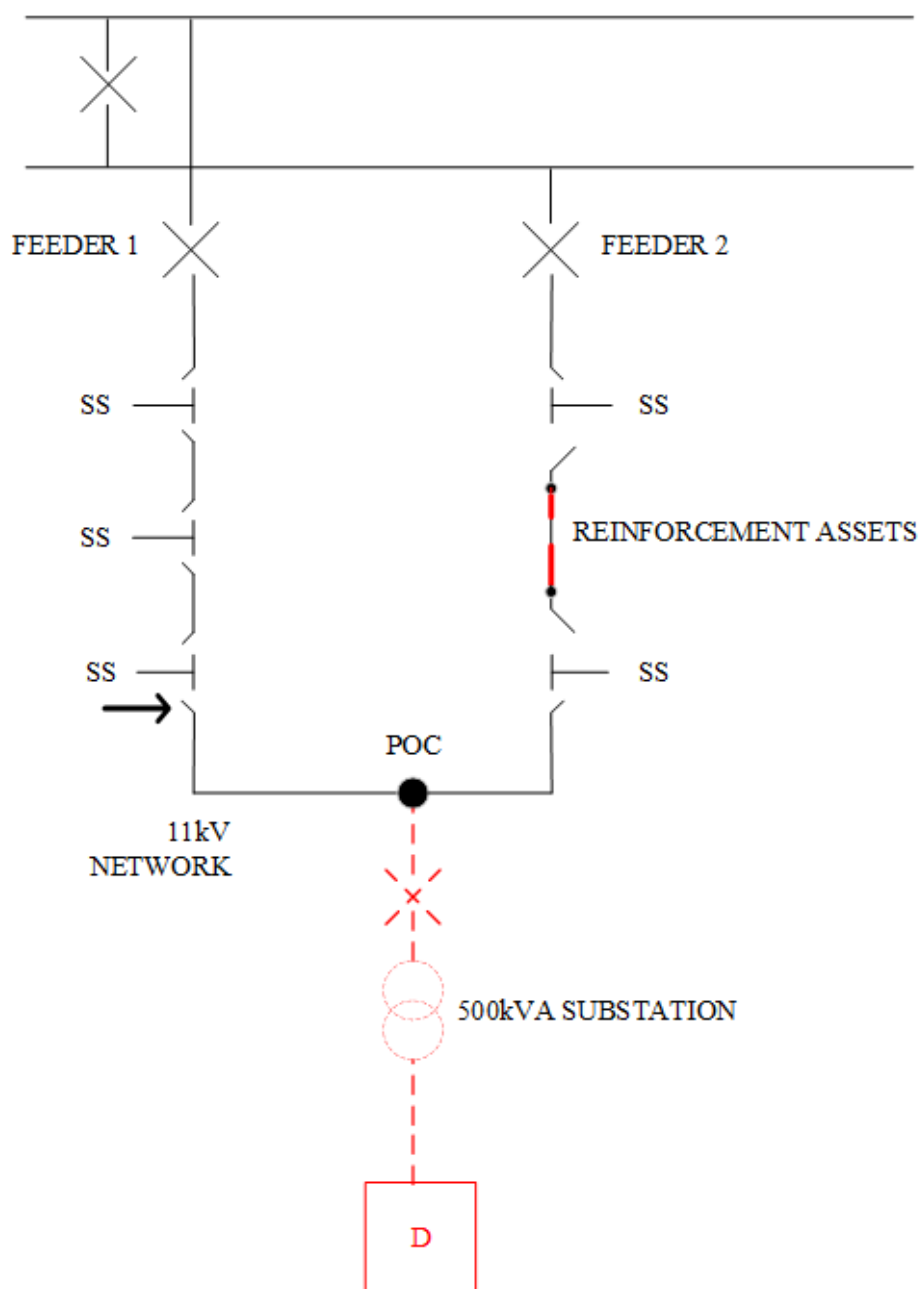 FEEDER 1
FEEDER 2
SS
SS
SS
REINFORCEMENT ASSETS
SS
SS
POC
11kV
NETWORK
500kVA SUBSTATION
D